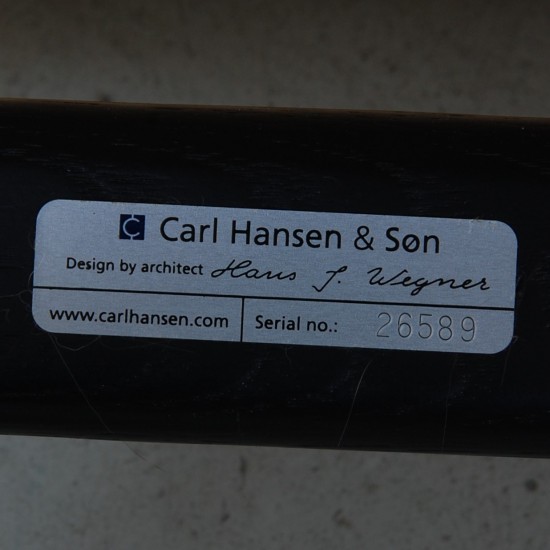 Carl Hansen & Søn
Design by architect Hans J. Wegner
www.carlhansen.com
Serial no.: 26589